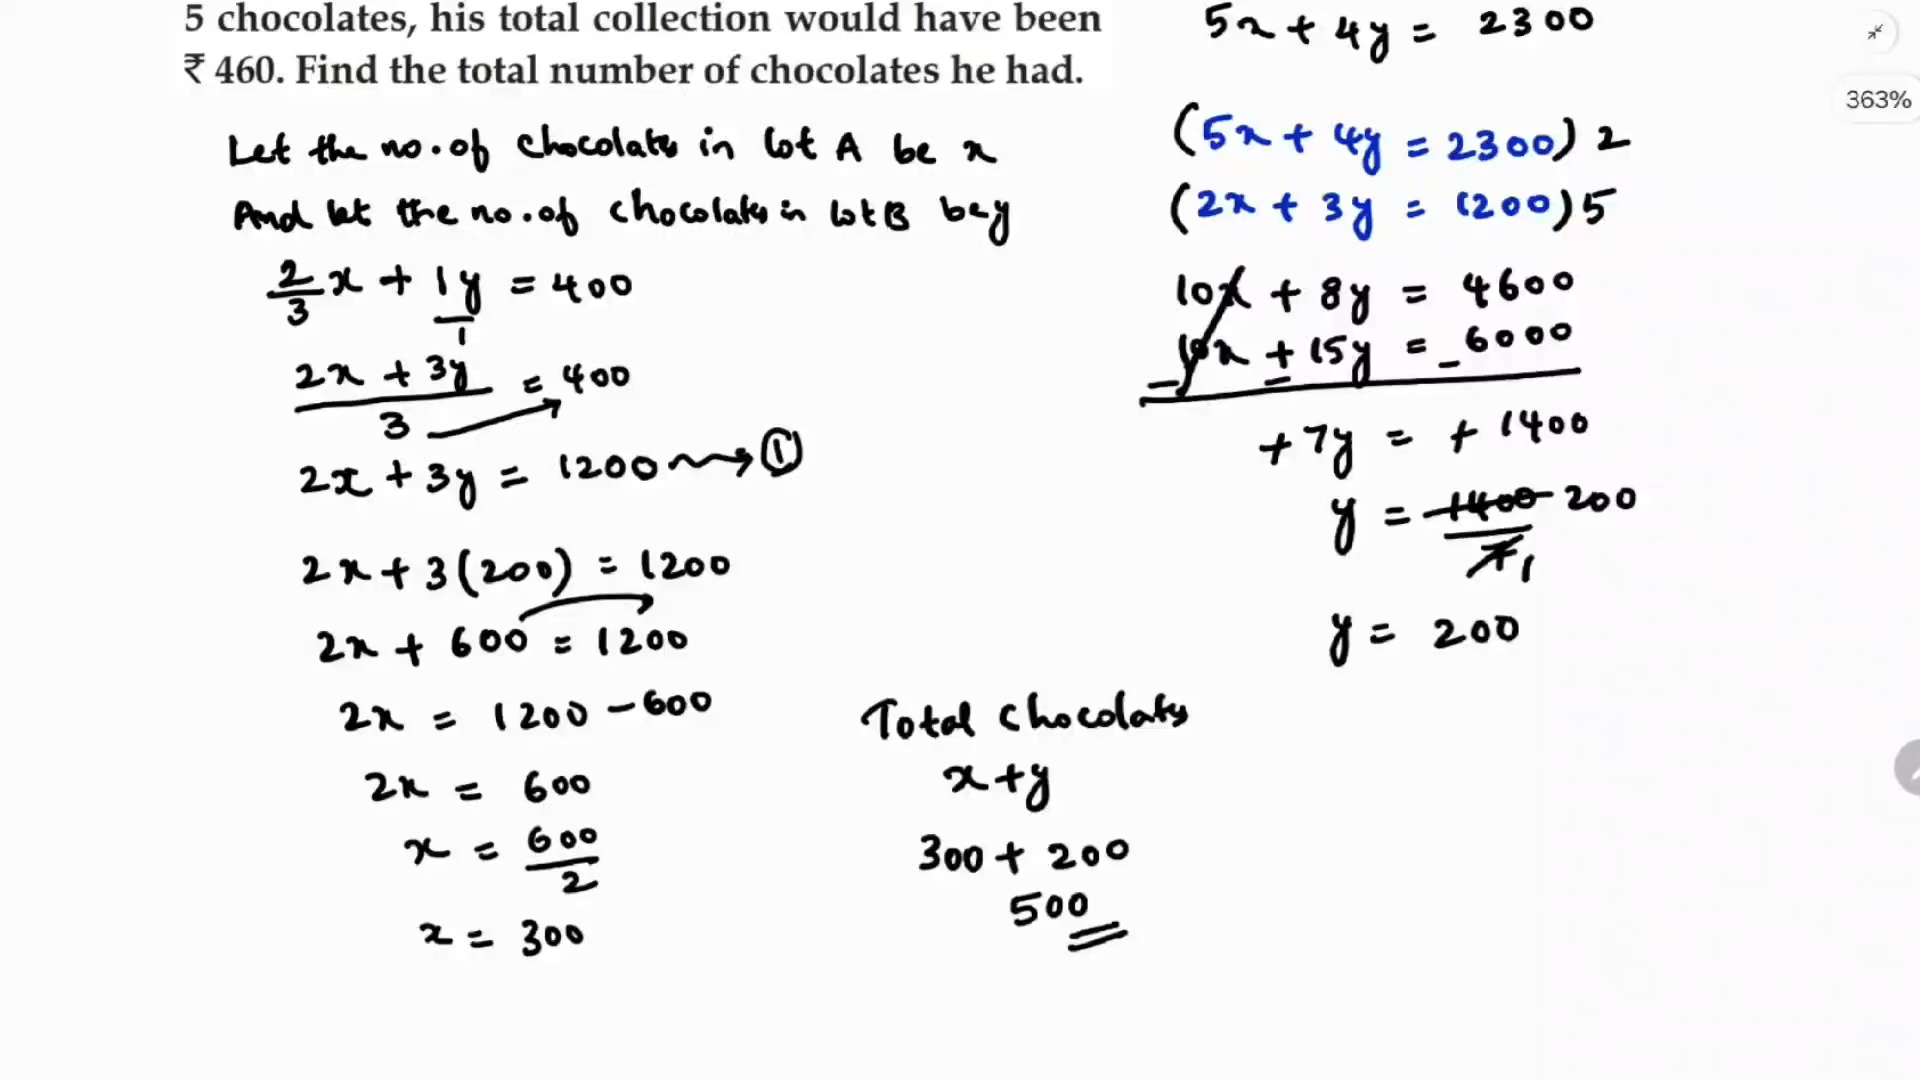 5 chocolates, his total collection would have been
₹ 460. Find the total number of chocolates he had.
Let the no. of chocolates in lot A be x
And let the no. of chocolates in lot B be y
2/3 x + 1y/1 = 400
2x + 3y / 3 = 400
2x + 3y = 1200 → ①
2x + 3(200) = 1200
2x + 600 = 1200
2x = 1200 - 600
2x = 600
x = 600/2
x = 300
5x + 4y = 2300
(5x + 4y = 2300) 2
(2x + 3y = 1200) 5
10x + 8y = 4600
10x + 15y = 6000
+ 7y = + 1400
y = 1400/7 200/1
y = 200
Total chocolates
x + y
300 + 200
500
363%